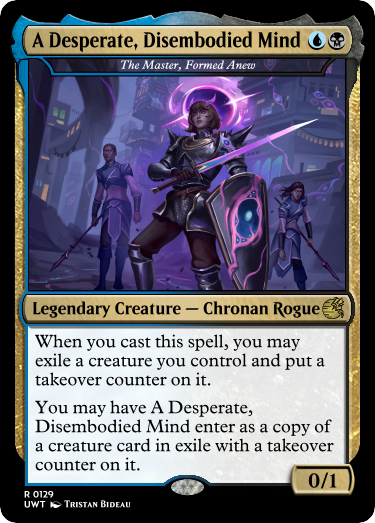 A Desperate, Disembodied Mind
The Master, Formed Anew
Legendary Creature — Chronan Rogue
When you cast this spell, you may
exile a creature you control and put a
takeover counter on it.
You may have A Desperate,
Disembodied Mind enter as a copy of
a creature card in exile with a takeover
counter on it.
0/1
R 0129
UWT Tristan Bideau